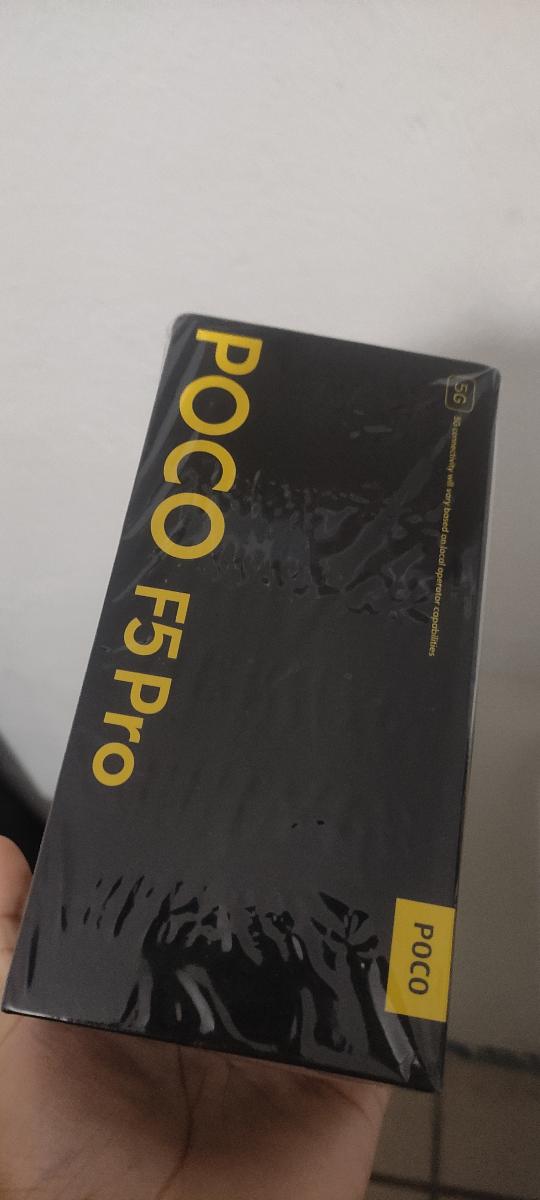 5G
5G connectivity will vary based on local operator capabilities
POCO F5 Pro
POCO